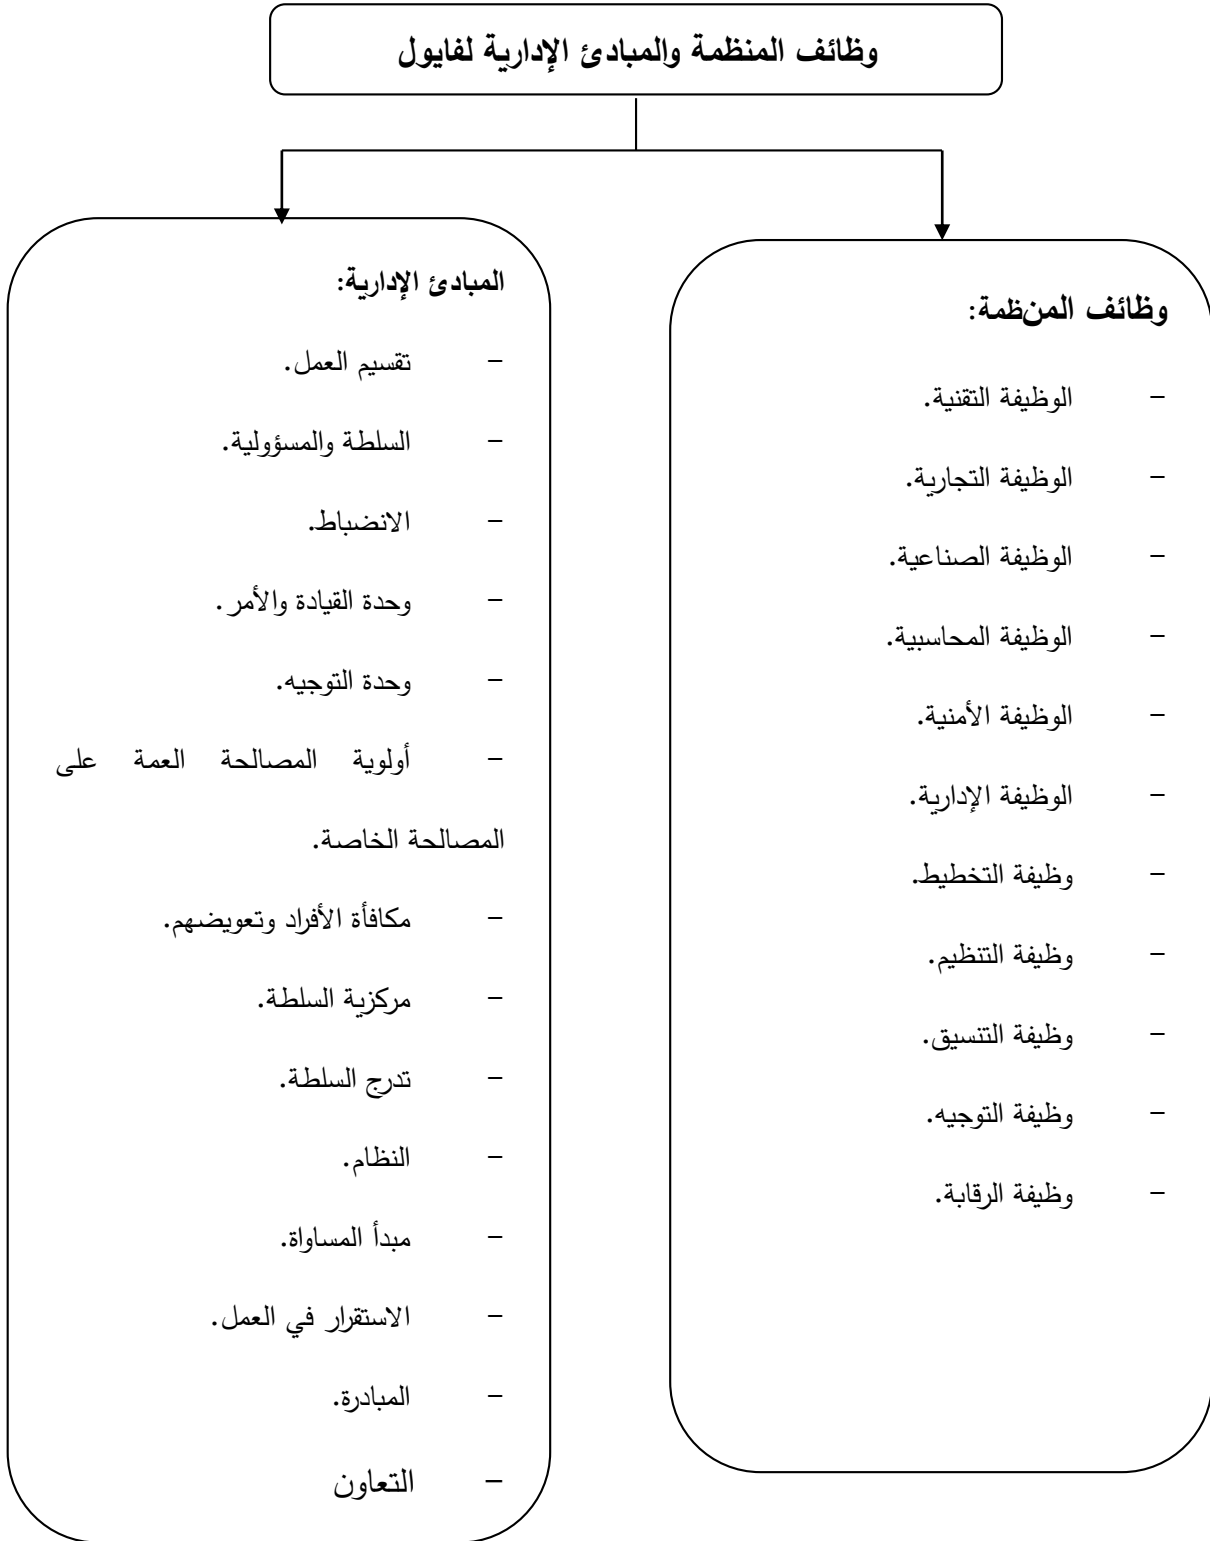 وظائف المنظمة والمبادئ الإدارية لفايول
وظائف المنظمة:
- الوظيفة التقنية.
- الوظيفة التجارية.
- الوظيفة الصناعية.
- الوظيفة المحاسبية.
- الوظيفة الأمنية.
- الوظيفة الإدارية.
- وظيفة التخطيط.
- وظيفة التنظيم.
- وظيفة التنسيق.
- وظيفة التوجيه.
- وظيفة الرقابة.
المبادئ الإدارية:
- تقسيم العمل.
- السلطة والمسؤولية.
- الانضباط.
- وحدة القيادة والأمر.
- وحدة التوجيه.
- أولوية المصالحة العمة على
المصالحة الخاصة.
- مكافأة الأفراد وتعويضهم.
- مركزية السلطة.
- تدرج السلطة.
- النظام.
- مبدأ المساواة.
- الاستقرار في العمل.
- المبادرة.
- التعاون